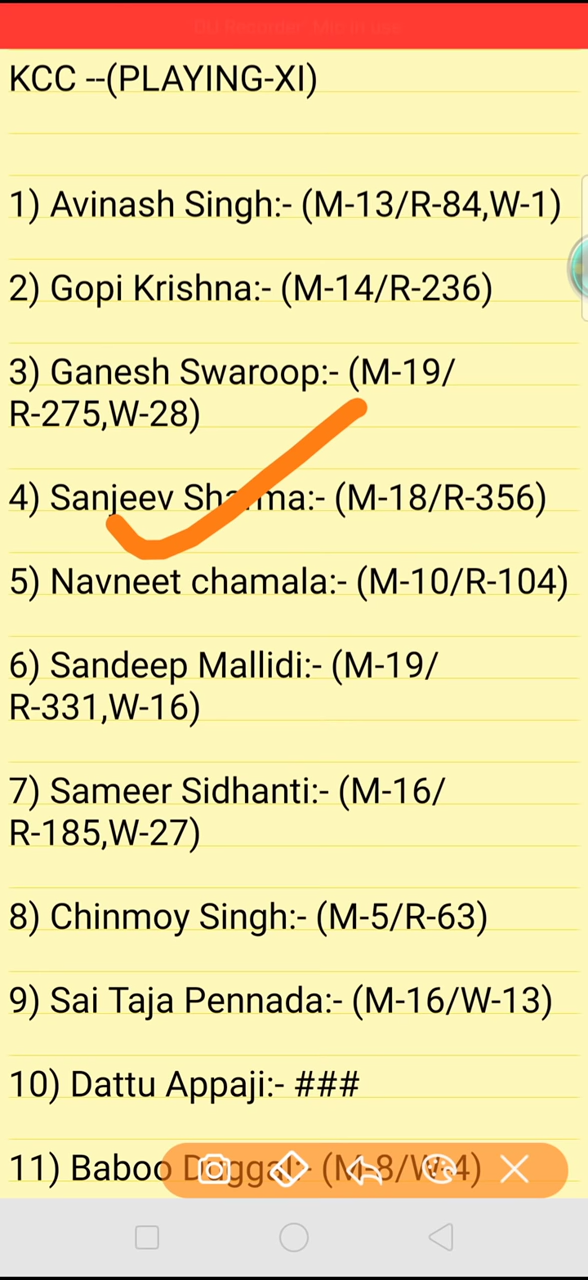 KCC --(PLAYING-XI)
1) Avinash Singh:- (M-13/R-84,W-1)
2) Gopi Krishna:- (M-14/R-236)
3) Ganesh Swaroop:- (M-19/
R-275,W-28)
4) Sanjeev Sharma:- (M-18/R-356)
5) Navneet chamala:- (M-10/R-104)
6) Sandeep Mallidi:- (M-19/
R-331,W-16)
7) Sameer Sidhanti:- (M-16/
R-185,W-27)
8) Chinmoy Singh:- (M-5/R-63)
9) Sai Taja Pennada:- (M-16/W-13)
10) Dattu Appaji:- ###
11) Baboo Duggal:- (M-8/W-4)